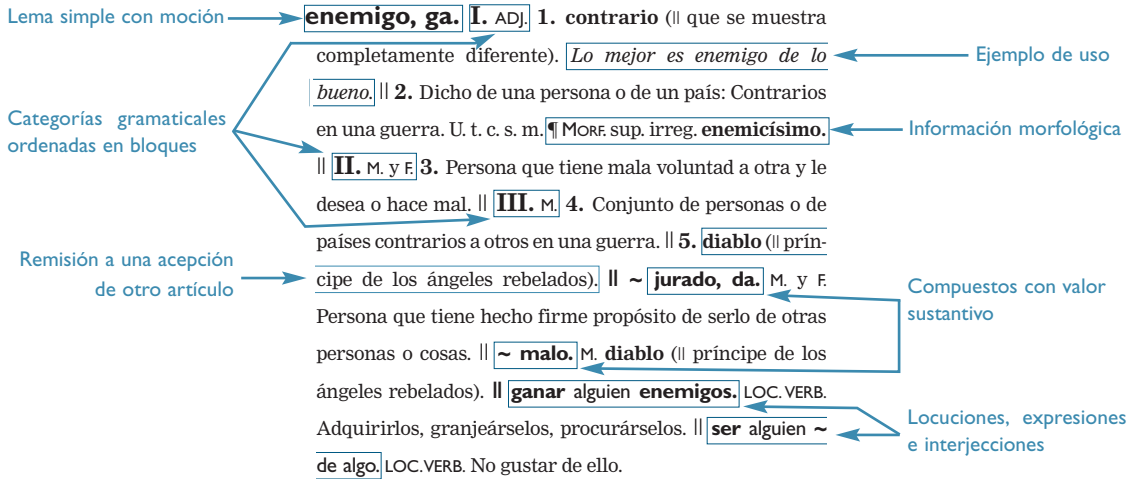 Lema simple con moción
enemigo, ga. I. ADJ. 1. contrario (|| que se muestra
completamente diferente). Lo mejor es enemigo de lo
Ejemplo de uso
bueno. || 2. Dicho de una persona o de un país: Contrarios
Categorías gramaticales
ordenadas en bloques
en una guerra. U. t. c. s. m. ¶ MORF. sup. irreg. enemicísimo.
Información morfológica
|| II. M. y F. 3. Persona que tiene mala voluntad a otra y le
desea o hace mal. || III. M. 4. Conjunto de personas o de
países contrarios a otros en una guerra. || 5. diablo (|| prín-
Remisión a una acepción
de otro artículo
cipe de los ángeles rebelados). || ~ jurado, da. M. y F.
Compuestos con valor
sustantivo
Persona que tiene hecho firme propósito de serlo de otras
personas o cosas. || ~ malo. M. diablo (|| príncipe de los
ángeles rebelados). || ganar alguien enemigos. LOC. VERB.
Locuciones, expresiones
e interjecciones
Adquirirlos, granjeárselos, procurárselos. || ser alguien ~
de algo. LOC.VERB. No gustar de ello.